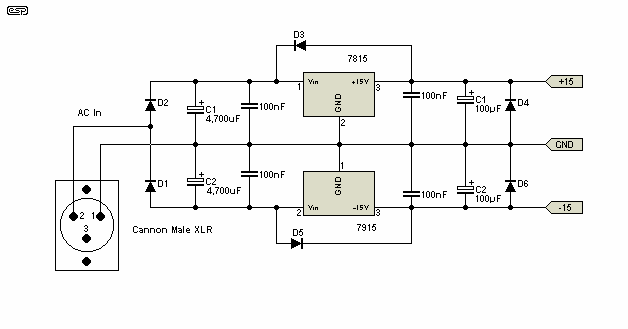 esp
D3
7815
1 Vin +15V 3
GND
2
D2
+
C1
4,700uF
100nF
100nF
+
C1
100µF
D4
+15
AC In
GND
D1
+
C2
4,700uF
100nF
1
GND
2 Vin -15V 3
7915
100nF
+
C2
100µF
D6
-15
D5
2 1
3
Cannon Male XLR